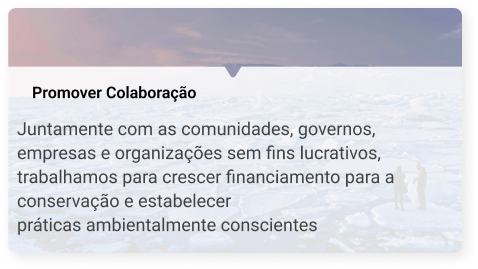 Promover Colaboração
Juntamente com as comunidades, governos,
empresas e organizações sem fins lucrativos,
trabalhamos para crescer financiamento para a
conservação e estabelecer
práticas ambientalmente conscientes